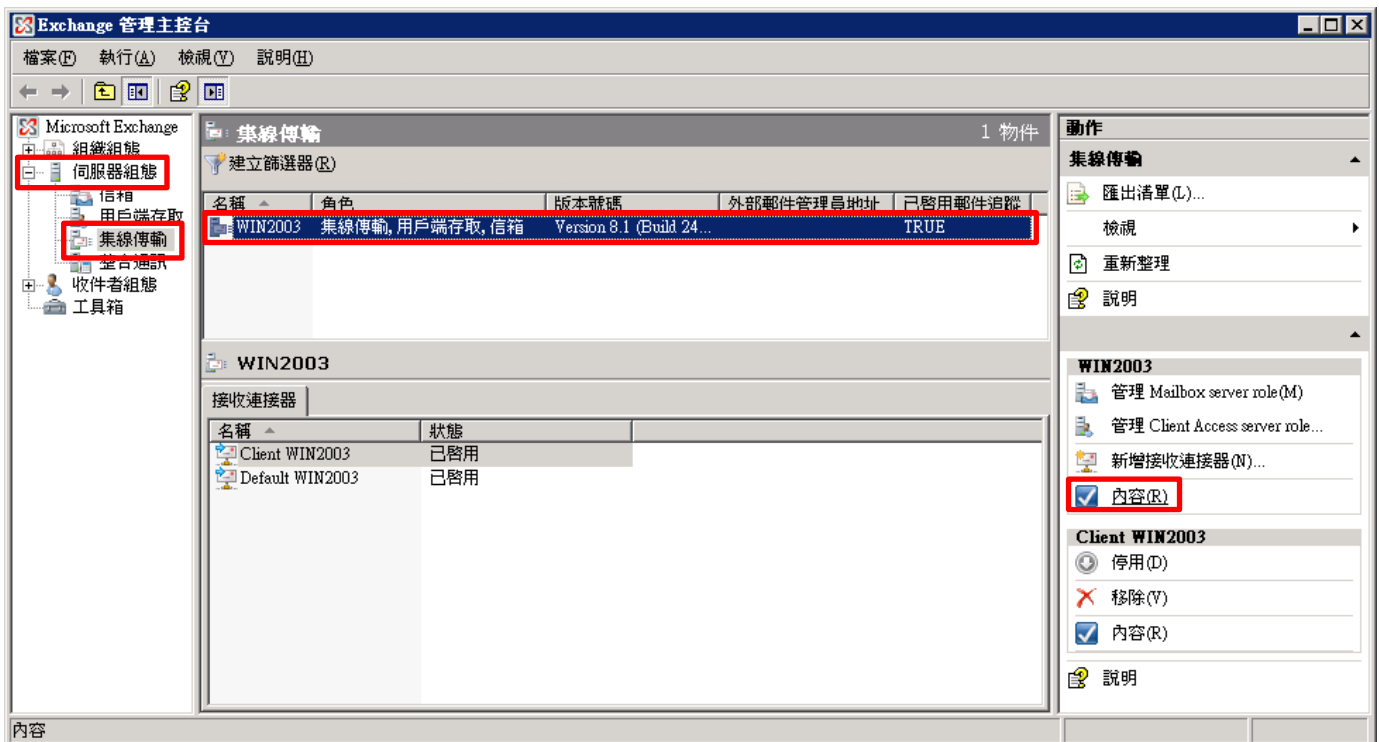 Exchange 管理主控台
檔案(F) 執行(A) 檢視(V) 說明(H)
Microsoft Exchange
組織組態
伺服器組態
信箱
用戶端存取
集線傳輸
整合通訊
收件者組態
工具箱
集線傳輸 1 物件
建立篩選器(R)
名稱 角色 版本號碼 外部郵件管理員地址 已啟用郵件追蹤
WIN2003 集線傳輸, 用戶端存取, 信箱 Version 8.1 (Build 24... TRUE
WIN2003
接收連接器
名稱 狀態
Client WIN2003 已啟用
Default WIN2003 已啟用
動作
集線傳輸
匯出清單(L)...
檢視
重新整理
說明
WIN2003
管理 Mailbox server role(M)
管理 Client Access server role...
新增接收連接器(N)...
內容(R)
Client WIN2003
停用(D)
移除(V)
內容(R)
說明
內容